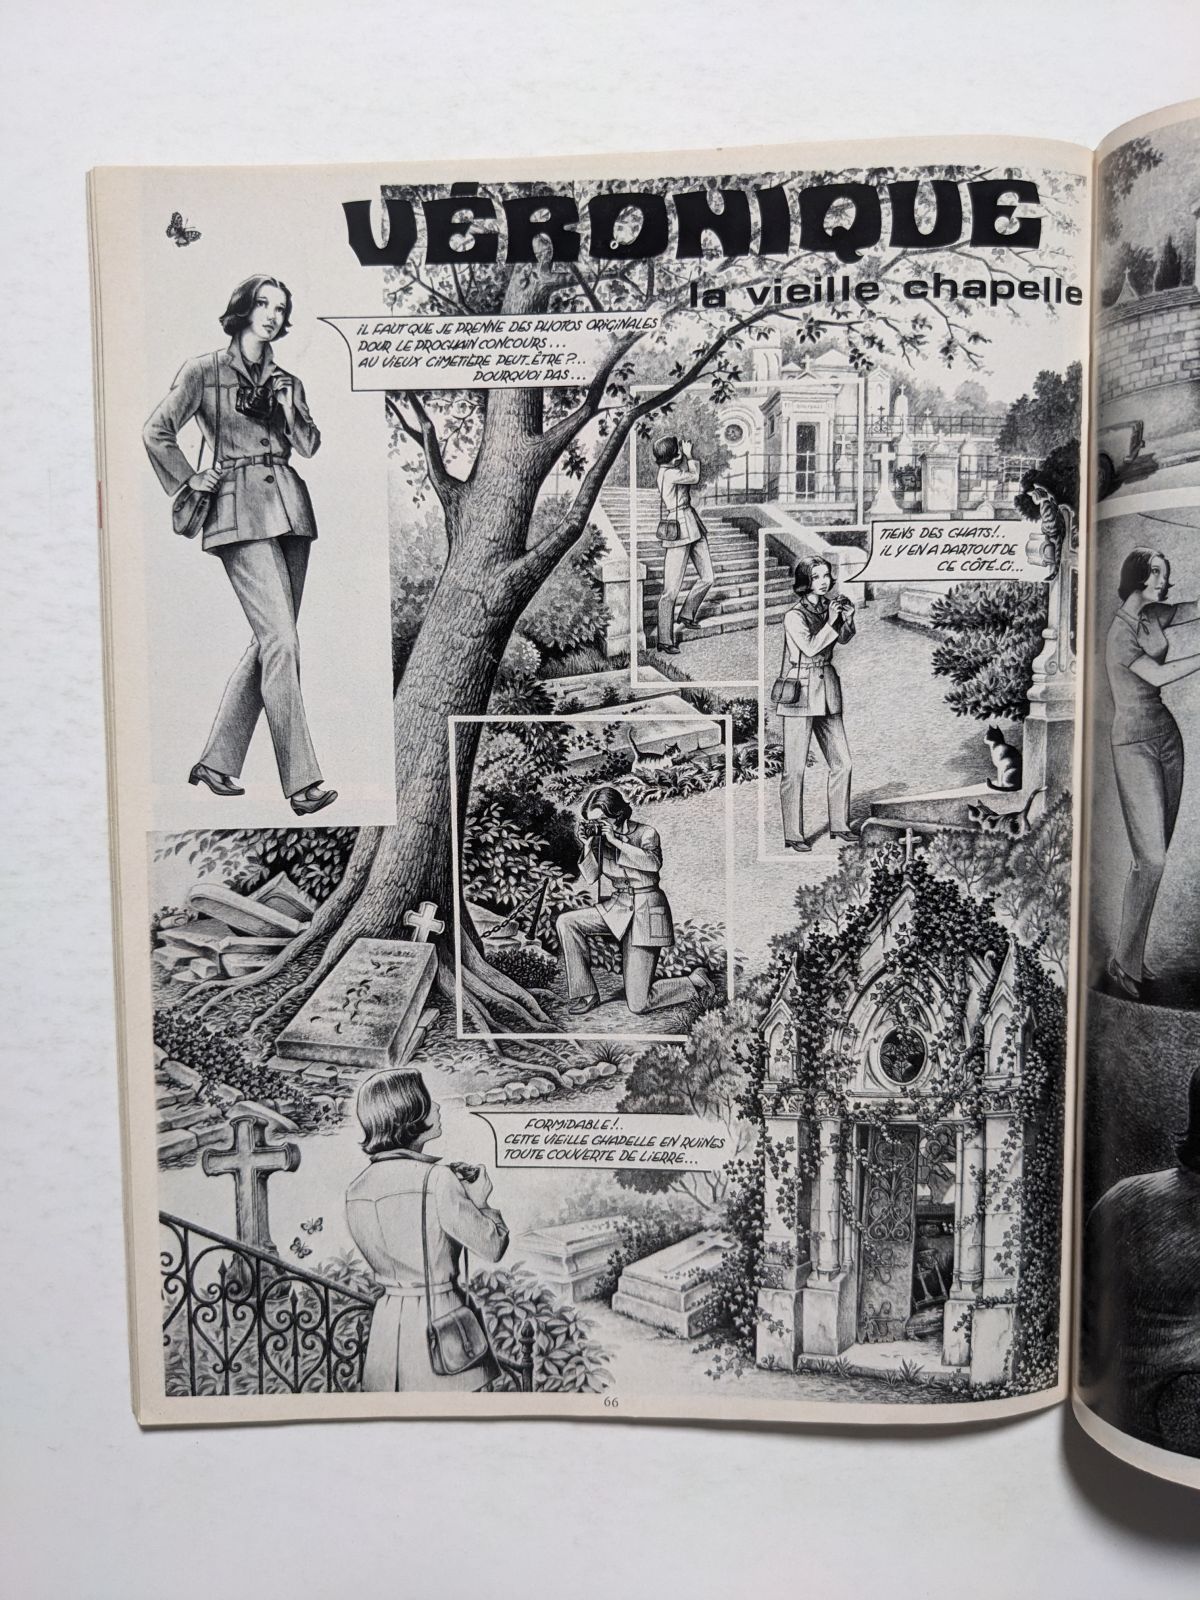 VÉRONIQUE
la vieille chapelle
IL FAUT QUE JE PRENNE DES PHOTOS ORIGINALES
POUR LE PROCHAIN CONCOURS...
AU VIEUX CIMETIÈRE PEUT-ÊTRE ?...
POURQUOI PAS...
TIENS DES CHATS !..
IL Y EN A PARTOUT DE
CE CÔTÉ-CI...
FORMIDABLE !..
CETTE VIEILLE CHAPELLE EN RUINES
TOUTE COUVERTE DE LIERRE...
66